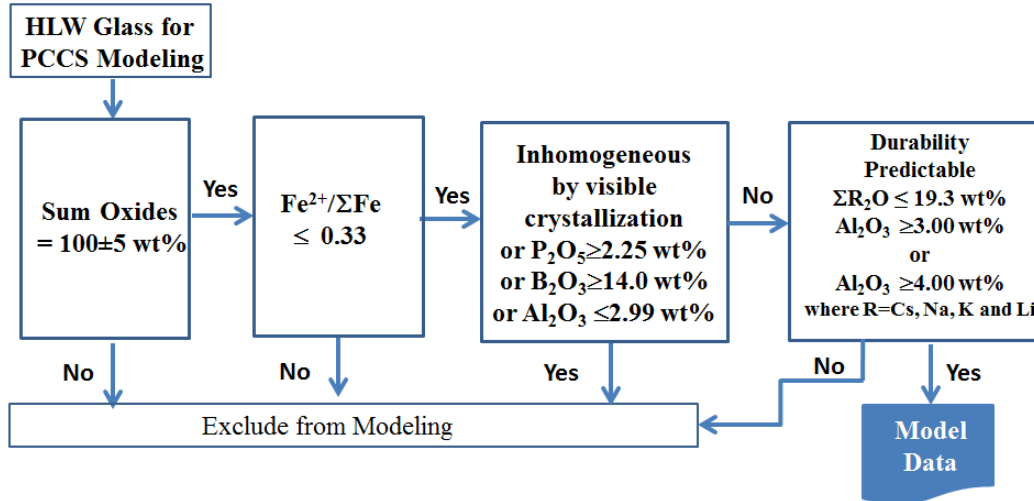 HLW Glass for
PCCS Modeling
Sum Oxides
= 100±5 wt%
Yes
Fe²⁺/ΣFe
≤ 0.33
Yes
Inhomogeneous
by visible
crystallization
or P₂O₅≥2.25 wt%
or B₂O₃≥14.0 wt%
or Al₂O₃ ≤2.99 wt%
No
Durability
Predictable
ΣR₂O ≤ 19.3 wt%
Al₂O₃ ≥3.00 wt%
or
Al₂O₃ ≥4.00 wt%
where R=Cs, Na, K and Li
No
No
Yes
No
Yes
Exclude from Modeling
Model
Data